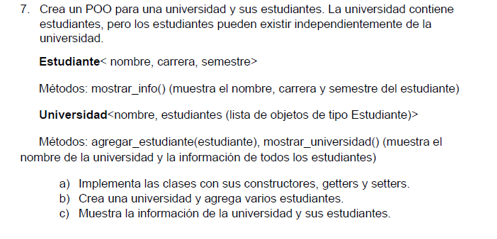 7. Crea un POO para una universidad y sus estudiantes. La universidad contiene
estudiantes, pero los estudiantes pueden existir independientemente de la
universidad.
Estudiante< nombre, carrera, semestre>
Métodos: mostrar_info() (muestra el nombre, carrera y semestre del estudiante)
Universidad<nombre, estudiantes (lista de objetos de tipo Estudiante)>
Métodos: agregar_estudiante(estudiante), mostrar_universidad() (muestra el
nombre de la universidad y la información de todos los estudiantes)
a) Implementa las clases con sus constructores, getters y setters.
b) Crea una universidad y agrega varios estudiantes.
c) Muestra la información de la universidad y sus estudiantes.